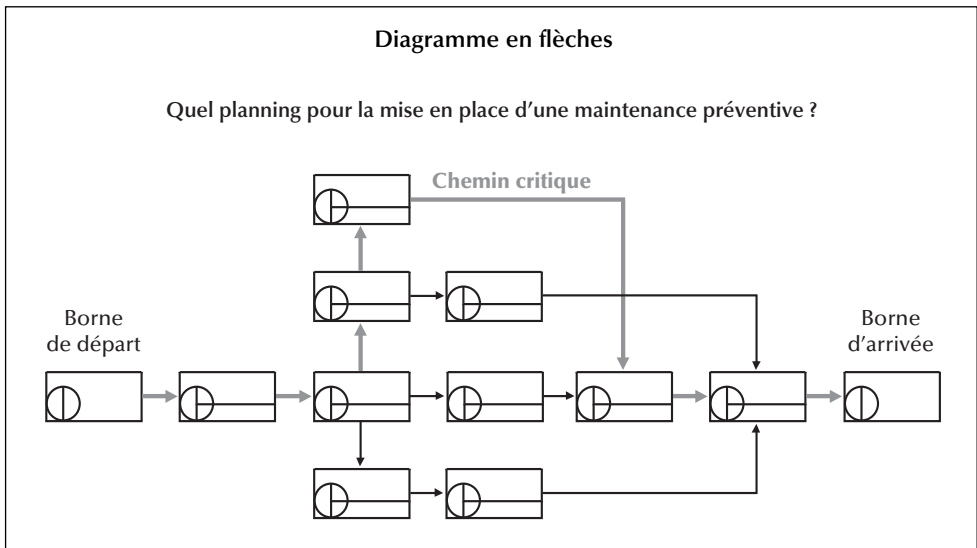 Diagramme en flèches
Quel planning pour la mise en place d’une maintenance préventive ?
Chemin critique
Borne
de départ
Borne
d’arrivée